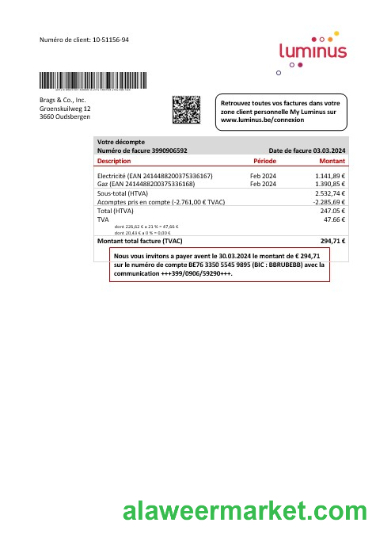 Numéro de client: 10-51156-94
luminus
Brags & Co., Inc.
Groenskuilweg 12
3660 Oudsbergen
Retrouvez toutes vos factures dans votre
zone client personnelle My Luminus sur
www.luminus.be/connexion
Votre décompte
Numéro de facure 3990906592 Date de facure 03.03.2024
Description Période Montant
Electricité (EAN 2414488200375336167) Feb 2024 1.141,89 €
Gaz (EAN 2414488200375336168) Feb 2024 1.390,85 €
Sous-total (HTVA) 2.532,74 €
Acomptes pris en compte (-2.761,00 € TVAC) -2.285,69 €
Total (HTVA) 247.05 €
TVA 47.66 €
dont 226,62 € x 21 % = 47,66 €
dont 20,43 € x 0 % = 0,00 €
Montant total facture (TVAC) 294,71 €
Nous vous invitons a payer avent le 30.03.2024 le montant de € 294,71
sur le numéro de compte BE76 3350 5545 9895 (BIC : BBRUBEBB) avec la
communication +++399/0906/59290+++.
alaweermarket.com